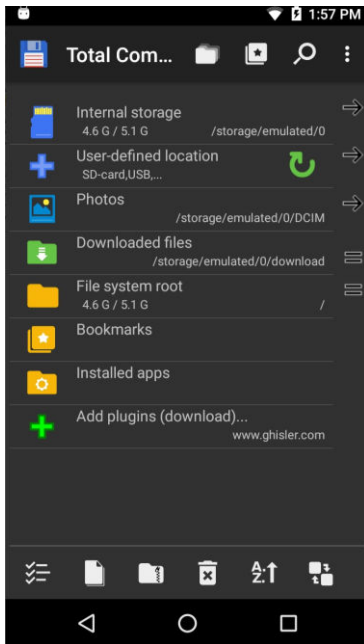 1:57 PM
Total Com...
Internal storage
4.6 G / 5.1 G /storage/emulated/0
User-defined location
SD-card,USB,...
Photos
/storage/emulated/0/DCIM
Downloaded files
/storage/emulated/0/download
File system root
4.6 G / 5.1 G /
Bookmarks
Installed apps
Add plugins (download)...
www.ghisler.com
A:
Z: